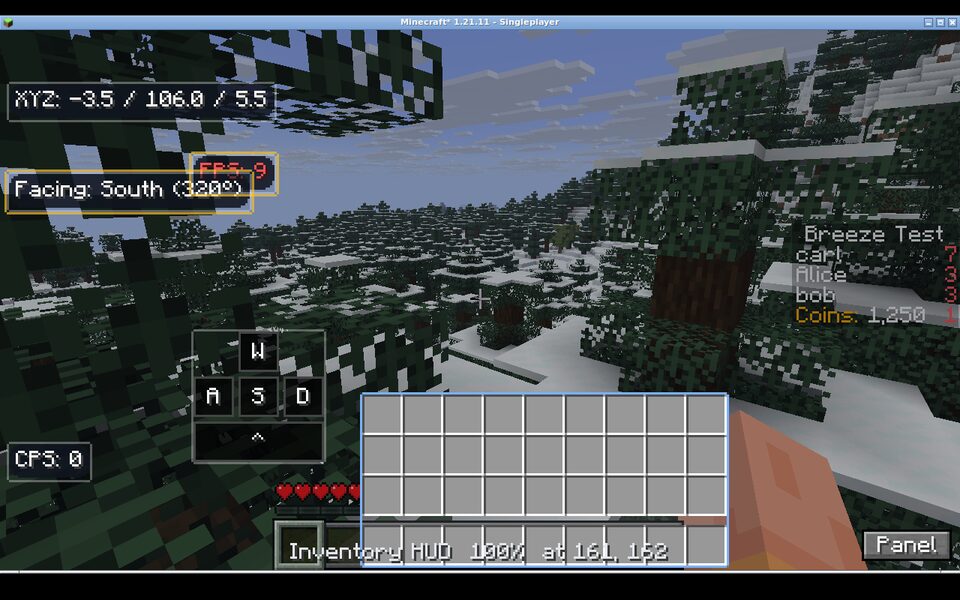 Minecraft* 1.21.11 - Singleplayer
XYZ: -3.5 / 106.0 / 5.5
FPS: 9
Facing: South (320°)
Breeze Test
carl 7
Alice 3
bob 3
Coins: 1,250 1
W
A S D
^
CPS: 0
Inventory HUD 100% at 161, 162
Panel